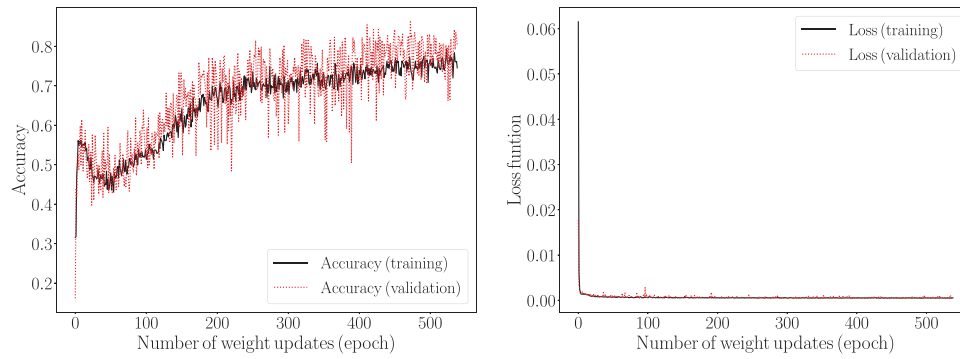 0.8
0.7
0.6
0.5
0.4
0.3
0.2
Accuracy
Accuracy (training)
Accuracy (validation)
0 100 200 300 400 500
Number of weight updates (epoch)
0.06
0.05
0.04
0.03
0.02
0.01
0.00
Loss funtion
Loss (training)
Loss (validation)
0 100 200 300 400 500
Number of weight updates (epoch)